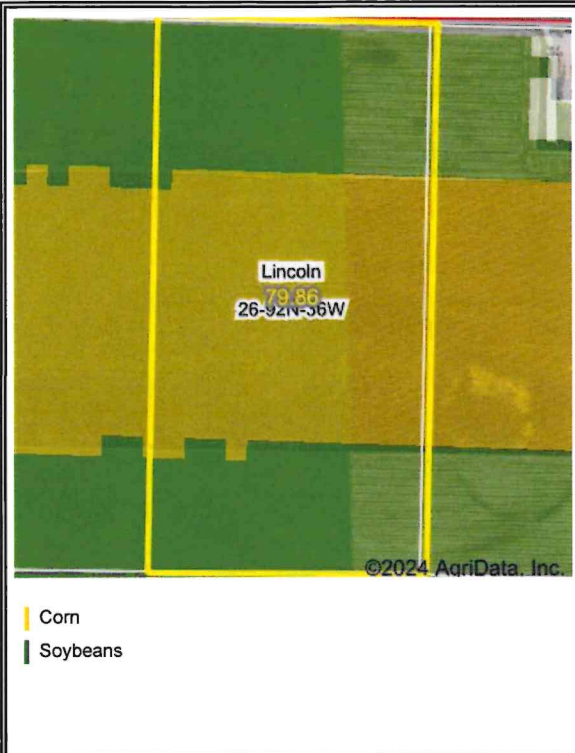 Lincoln
79.86
26-92N-36W
©2024 AgriData, Inc.
Corn
Soybeans